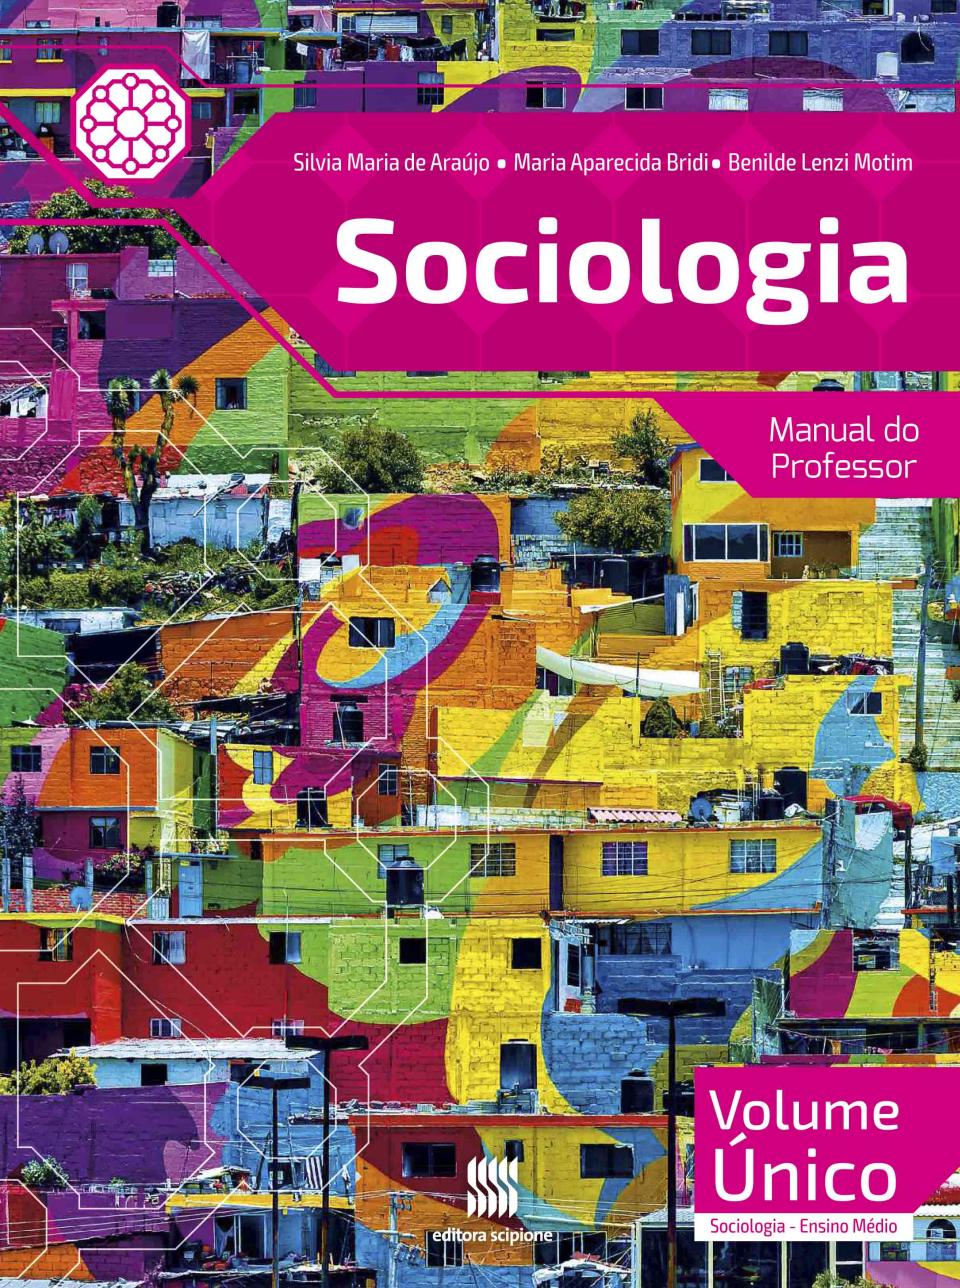 Silvia Maria de Araújo • Maria Aparecida Bridi • Benilde Lenzi Motim
Sociologia
Manual do
Professor
Volume
Único
Sociologia - Ensino Médio
editora scipione